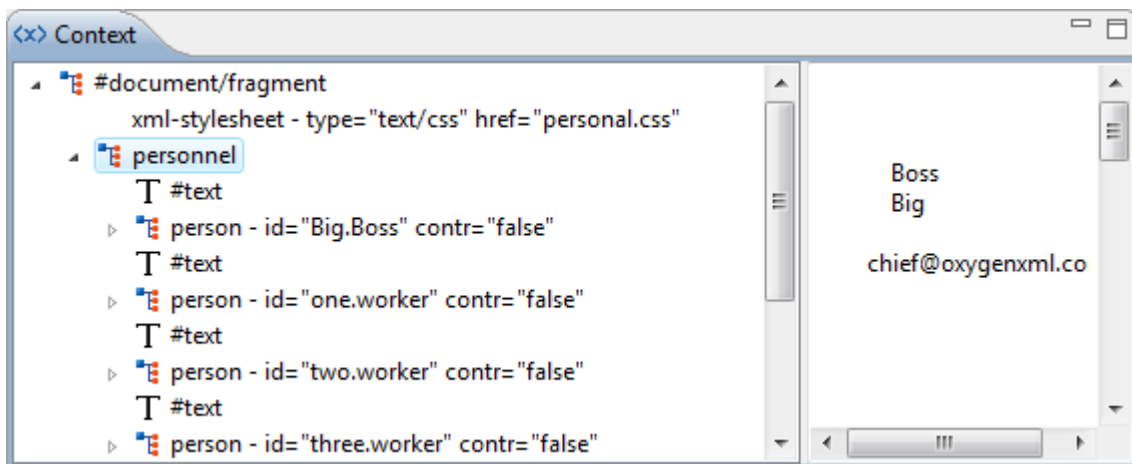 <x> Context
#document/fragment
xml-stylesheet - type="text/css" href="personal.css"
personnel
T #text
person - id="Big.Boss" contr="false"
T #text
person - id="one.worker" contr="false"
T #text
person - id="two.worker" contr="false"
T #text
person - id="three.worker" contr="false"
Boss
Big
chief@oxygenxml.co